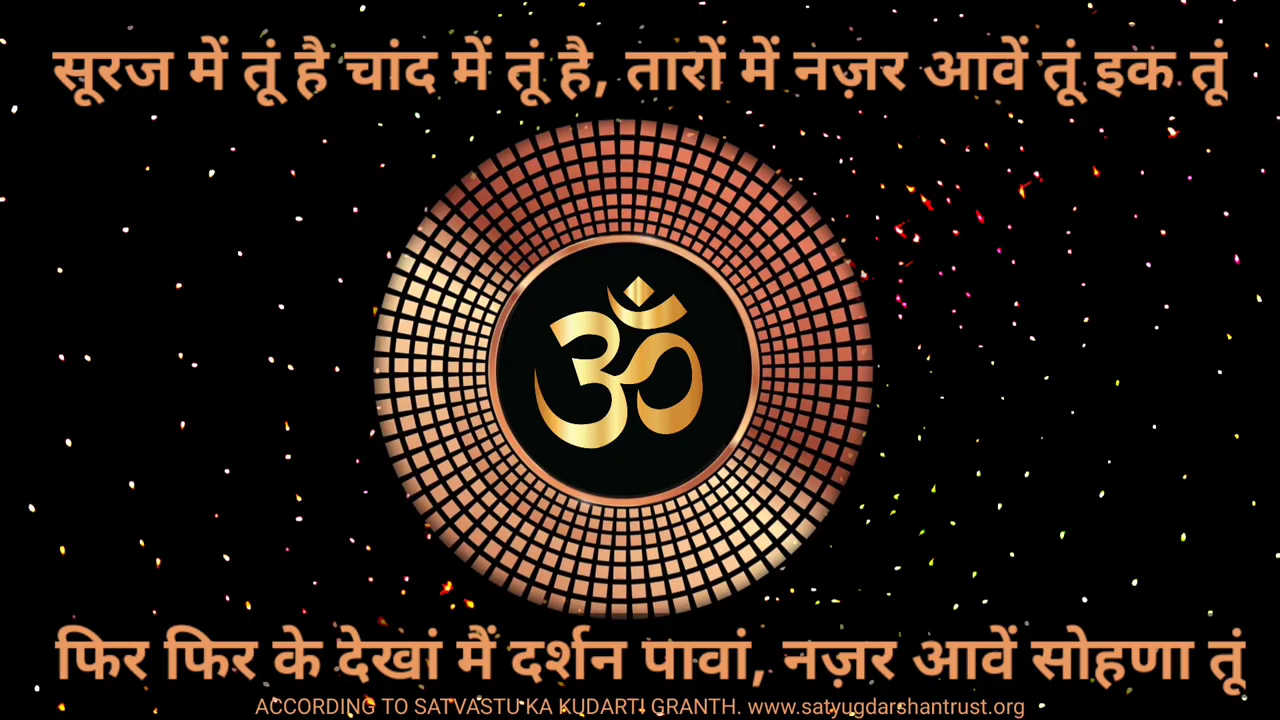 सूरज में तूं है चांद में तूं है, तारों में नज़र आवें तूं इक तूं
ॐ
फिर फिर के देखां मैं दर्शन पावां, नज़र आवें सोहणा तूं
ACCORDING TO SATVASTU KA KUDARTI GRANTH. www.satyugdarshantrust.org